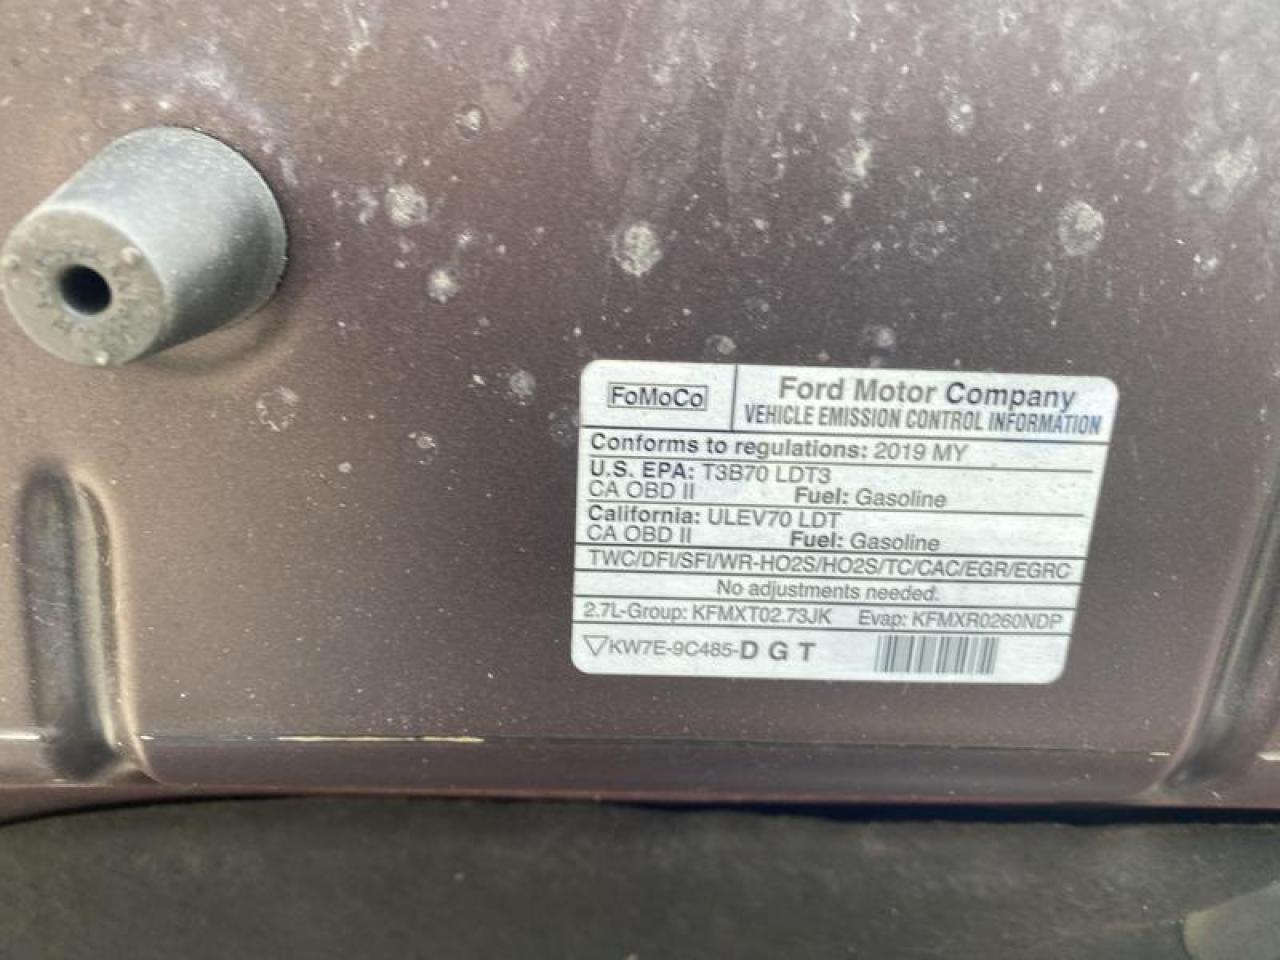 FoMoCo
Ford Motor Company
VEHICLE EMISSION CONTROL INFORMATION
Conforms to regulations: 2019 MY
U.S. EPA: T3B70 LDT3
CA OBD II Fuel: Gasoline
California: ULEV70 LDT
CA OBD II Fuel: Gasoline
TWC/DFI/SFI/WR-HO2S/HO2S/TC/CAC/EGR/EGRC
No adjustments needed.
2.7L-Group: KFMXT02.73JK Evap: KFMXR0260NDP
KW7E-9C485-D G T